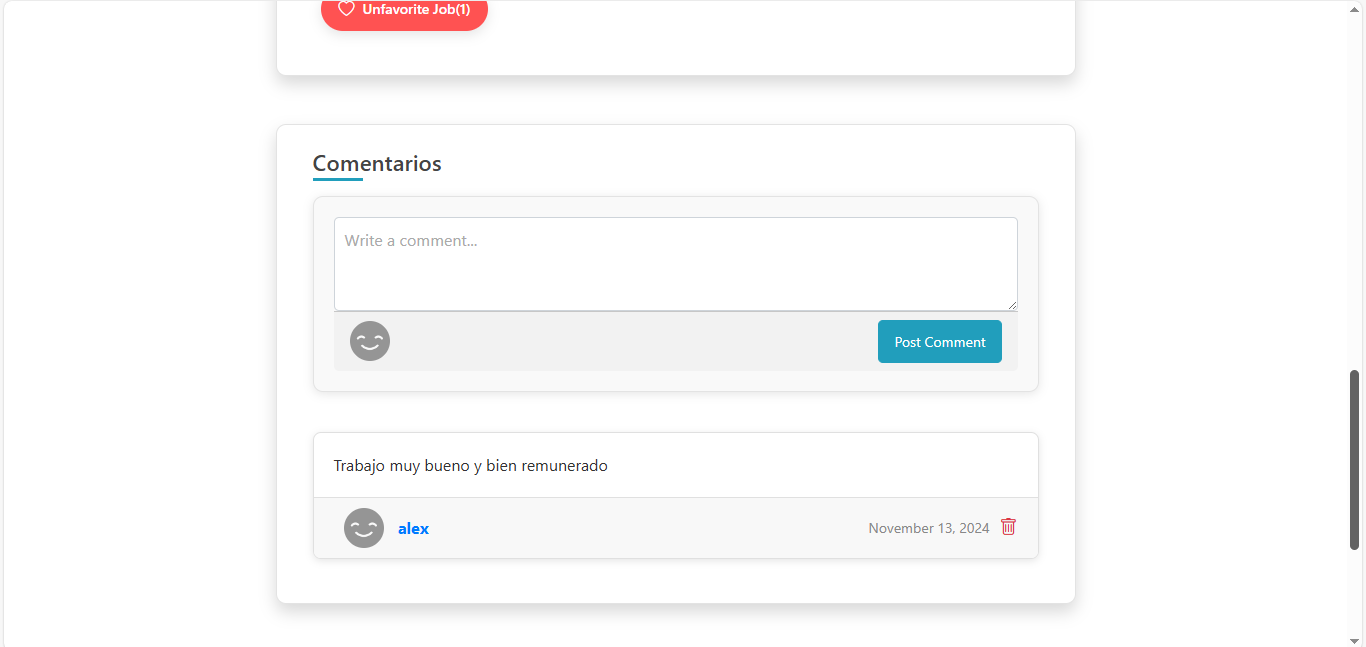 Unfavorite Job(1)
Comentarios
Write a comment...
Post Comment
Trabajo muy bueno y bien remunerado
alex
November 13, 2024